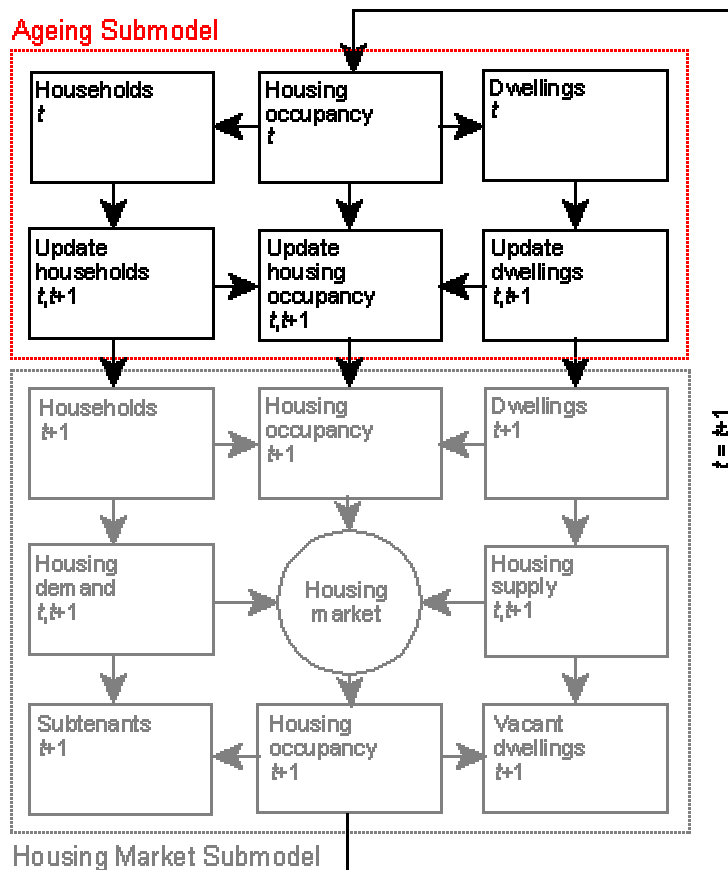 Ageing Submodel
Households
t
Housing
occupancy
t
Dwellings
t
Update
households
t,t+1
Update
housing
occupancy
t,t+1
Update
dwellings
t,t+1
Households
t+1
Housing
occupancy
t+1
Dwellings
t+1
t = t+1
Housing
demand
t,t+1
Housing
market
Housing
supply
t,t+1
Subtenants
t+1
Housing
occupancy
t+1
Vacant
dwellings
t+1
Housing Market Submodel